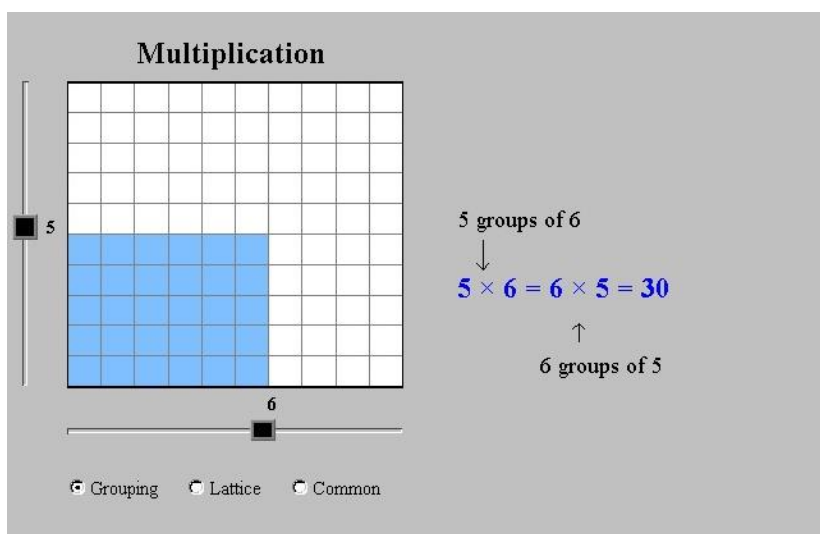 Multiplication
5
5 groups of 6
↓
5 × 6 = 6 × 5 = 30
↑
6 groups of 5
6
Grouping Lattice Common